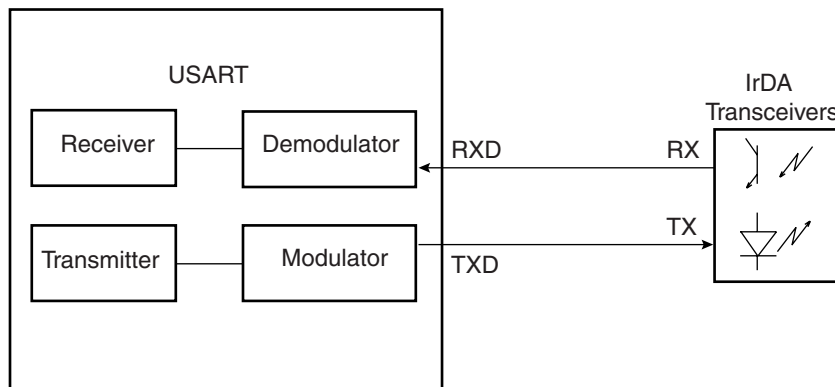 USART
IrDA
Transceivers
Receiver
Demodulator
RXD
RX
Transmitter
Modulator
TXD
TX